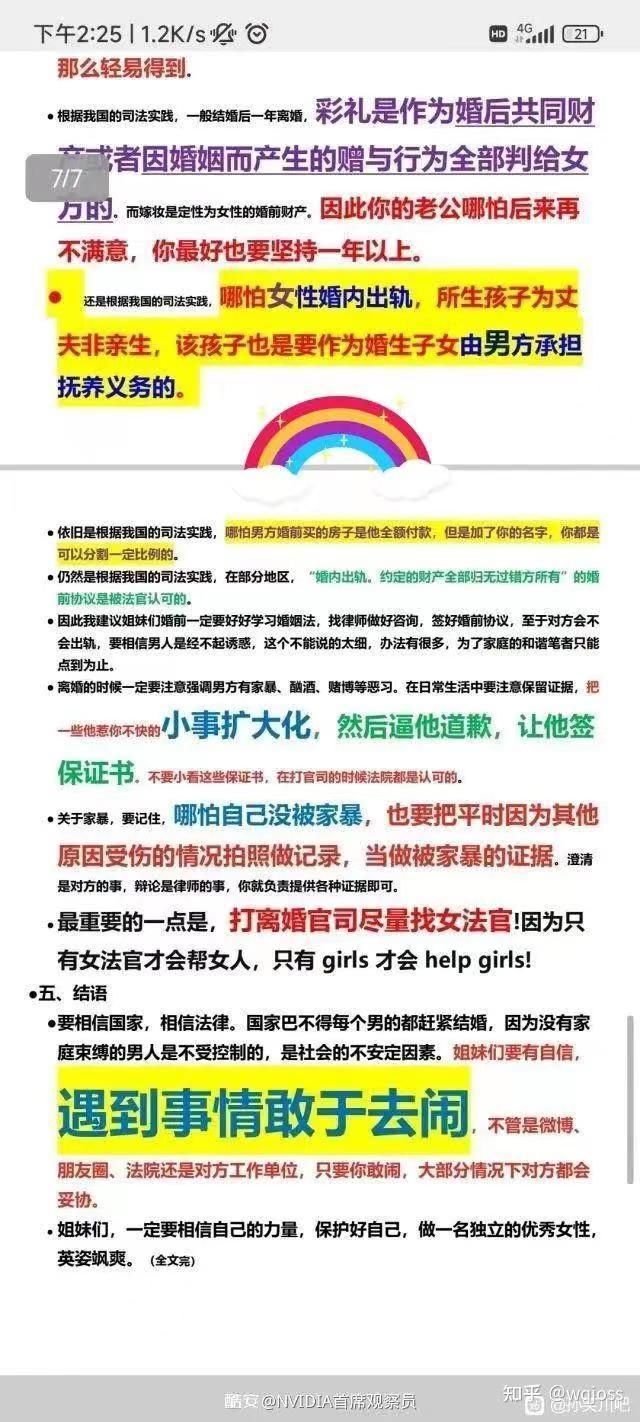 下午2:25 | 1.2K/s
HD 4G 21
那么轻易得到.
•根据我国的司法实践，一般结婚后一年离婚，彩礼是作为婚后共同财
产或者因婚姻而产生的赠与行为全部判给女
7/7
方的。而嫁妆是定性为女性的婚前财产。因此你的老公哪怕后来再
不满意，你最好也要坚持一年以上。
• 还是根据我国的司法实践，哪怕女性婚内出轨，所生孩子为丈
夫非亲生，该孩子也是要作为婚生子女由男方承担
抚养义务的。
•依旧是根据我国的司法实践，哪怕男方婚前买的房子是他全额付款，但是加了你的名字，你都是
可以分割一定比例的。
•仍然是根据我国的司法实践，在部分地区，“婚内出轨。约定的财产全部归无过错方所有”的婚
前协议是被法官认可的。
•因此我建议姐妹们婚前一定要好好学习婚姻法，找律师做好咨询，签好婚前协议，至于对方会不
会出轨，要相信男人是经不起诱惑，这个不能说的太细，办法有很多，为了家庭的和谐笔者只能
点到为止。
•离婚的时候一定要注意强调男方有家暴、酗酒、赌博等恶习。在日常生活中要注意保留证据，把
一些他惹你不快的小事扩大化，然后逼他道歉，让他签
保证书。不要小看这些保证书，在打官司的时候法院都是认可的。
•关于家暴，要记住，哪怕自己没被家暴，也要把平时因为其他
原因受伤的情况拍照做记录，当做被家暴的证据。澄清
是对方的事，辩论是律师的事，你就负责提供各种证据即可。
•最重要的一点是，打离婚官司尽量找女法官!因为只
有女法官才会帮女人，只有 girls 才会 help girls!
•五、结语
•要相信国家，相信法律。国家巴不得每个男的都赶紧结婚，因为没有家
庭束缚的男人是不受控制的，是社会的不安定因素。姐妹们要有自信，
遇到事情敢于去闹，不管是微博、
朋友圈、法院还是对方工作单位，只要你敢闹，大部分情况下对方都会
妥协。
•姐妹们，一定要相信自己的力量，保护好自己，做一名独立的优秀女性，
英姿飒爽。（全文完）
酷安@NVIDIA首席观察员
知乎 @wgjoss
@孙笑川吧